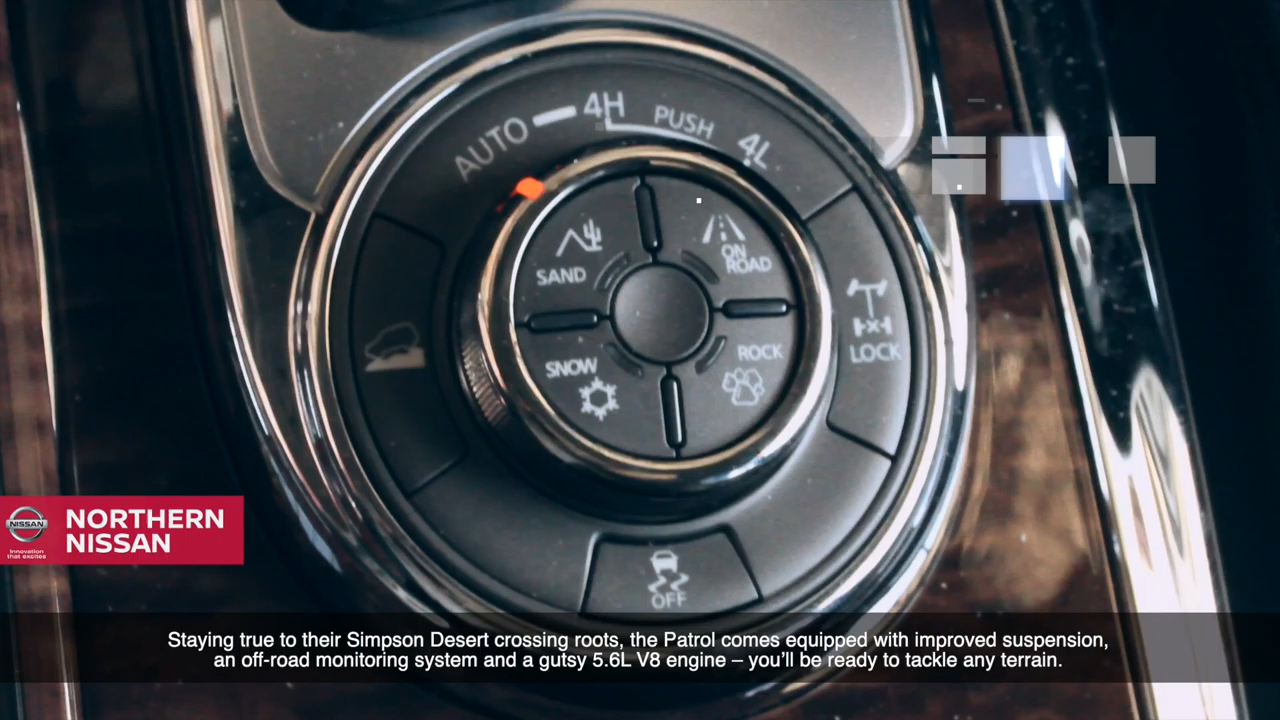 AUTO 4H PUSH 4L
SAND
ON
ROAD
SNOW
ROCK
LOCK
OFF
NISSAN
Innovation
that excites
NORTHERN
NISSAN
Staying true to their Simpson Desert crossing roots, the Patrol comes equipped with improved suspension,
an off-road monitoring system and a gutsy 5.6L V8 engine – you'll be ready to tackle any terrain.